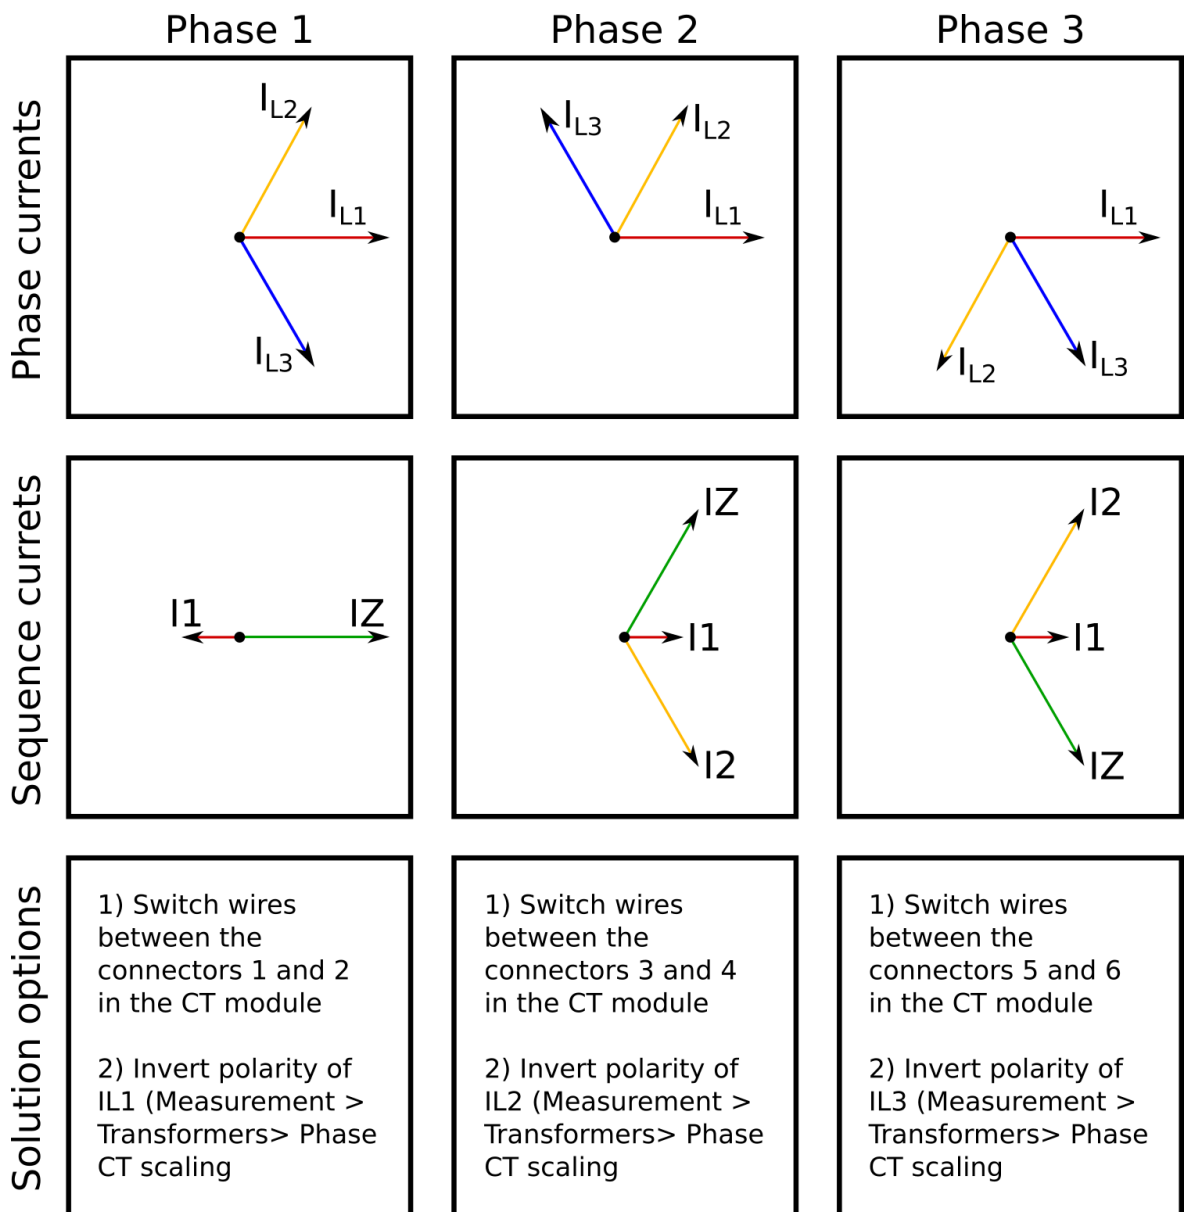 Phase 1
Phase 2
Phase 3
Phase currents
IL2
IL1
IL3
IL3
IL2
IL1
IL1
IL2
IL3
Sequence currets
I1
IZ
IZ
I1
I2
I2
I1
IZ
Solution options
1) Switch wires
between the
connectors 1 and 2
in the CT module
2) Invert polarity of
IL1 (Measurement >
Transformers> Phase
CT scaling
1) Switch wires
between the
connectors 3 and 4
in the CT module
2) Invert polarity of
IL2 (Measurement >
Transformers> Phase
CT scaling
1) Switch wires
between the
connectors 5 and 6
in the CT module
2) Invert polarity of
IL3 (Measurement >
Transformers> Phase
CT scaling